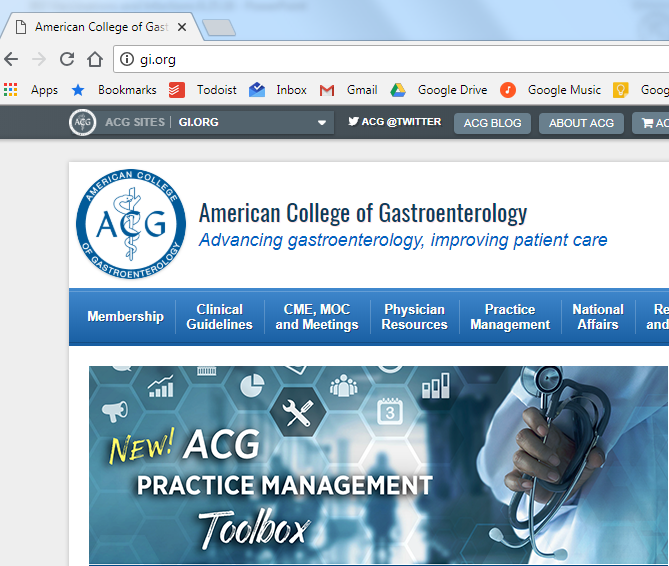 American College of Gast
gi.org
Apps
Bookmarks
Todoist
Inbox
Gmail
Google Drive
Google Music
Goog
ACG
ACG SITES | GI.ORG
ACG @TWITTER
ACG BLOG
ABOUT ACG
AC
AMERICAN COLLEGE
ACG
OF GASTROENTEROLOGY
American College of Gastroenterology
Advancing gastroenterology, improving patient care
Membership
Clinical
Guidelines
CME, MOC
and Meetings
Physician
Resources
Practice
Management
National
Affairs
Re
and
3
New! ACG
PRACTICE MANAGEMENT
Toolbox